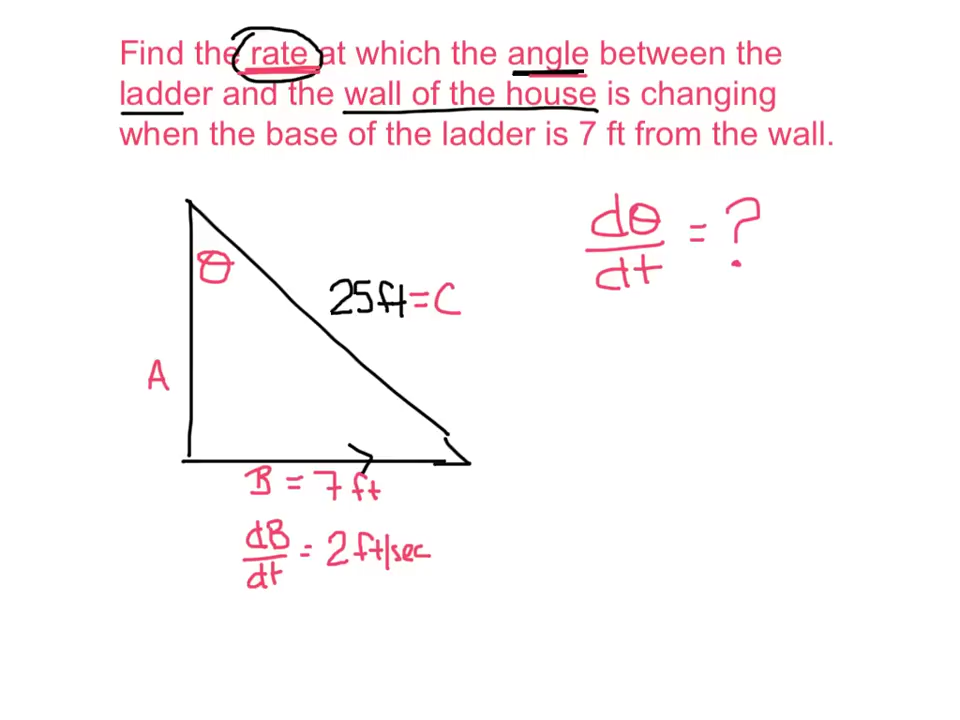 Find the rate at which the angle between the
ladder and the wall of the house is changing
when the base of the ladder is 7 ft from the wall.
dθ/dt = ?
θ
25ft = C
A
B = 7 ft
dB/dt = 2 ft/sec